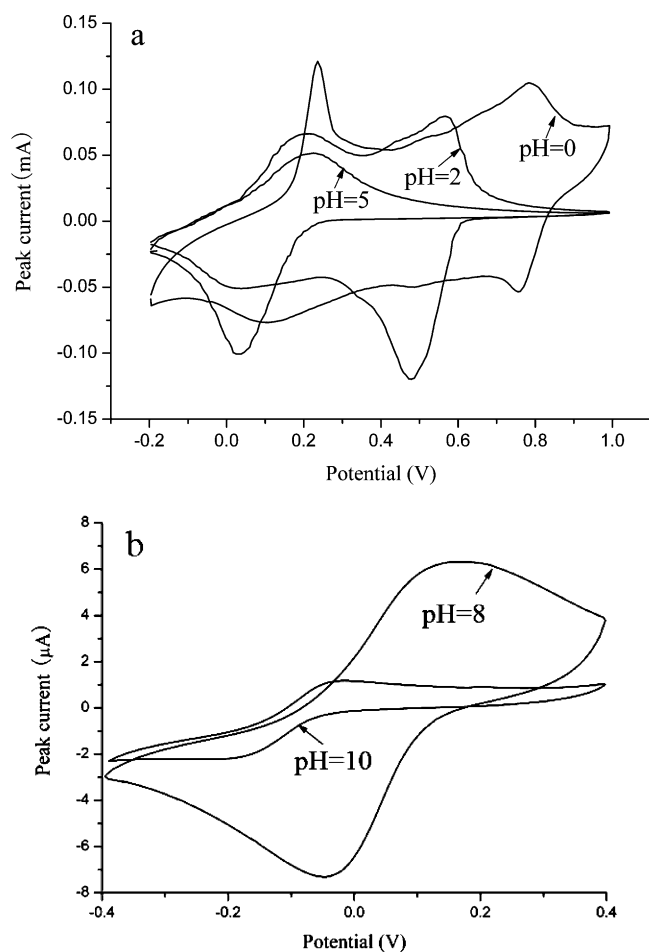 a
0.15
0.10
0.05
0.00
-0.05
-0.10
-0.15
Peak current (mA)
pH=0
pH=2
pH=5
-0.2 0.0 0.2 0.4 0.6 0.8 1.0
Potential (V)
b
8
6
4
2
0
-2
-4
-6
-8
Peak current (μA)
pH=8
pH=10
-0.4 -0.2 0.0 0.2 0.4
Potential (V)